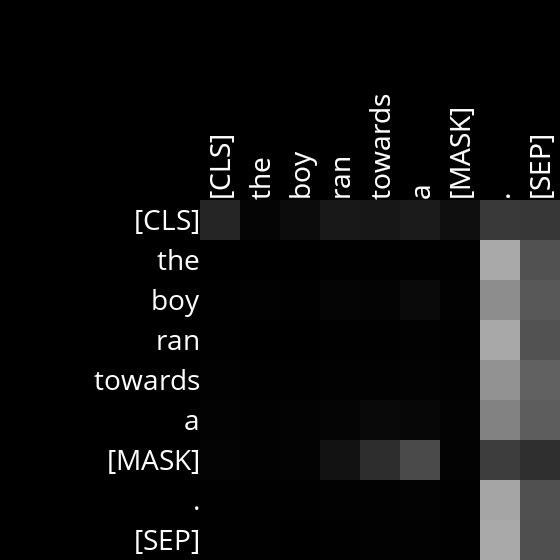 [CLS] the boy ran towards a [MASK] . [SEP]
[CLS]
the
boy
ran
towards
a
[MASK]
.
[SEP]